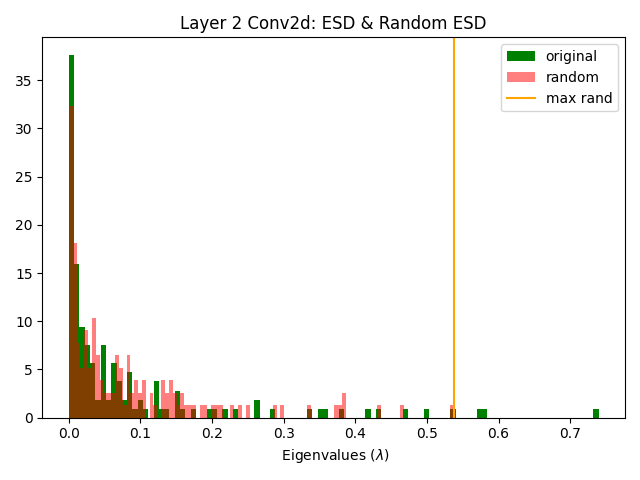 Layer 2 Conv2d: ESD & Random ESD
original
random
max rand
35
30
25
20
15
10
5
0
0.0 0.1 0.2 0.3 0.4 0.5 0.6 0.7
Eigenvalues (λ)